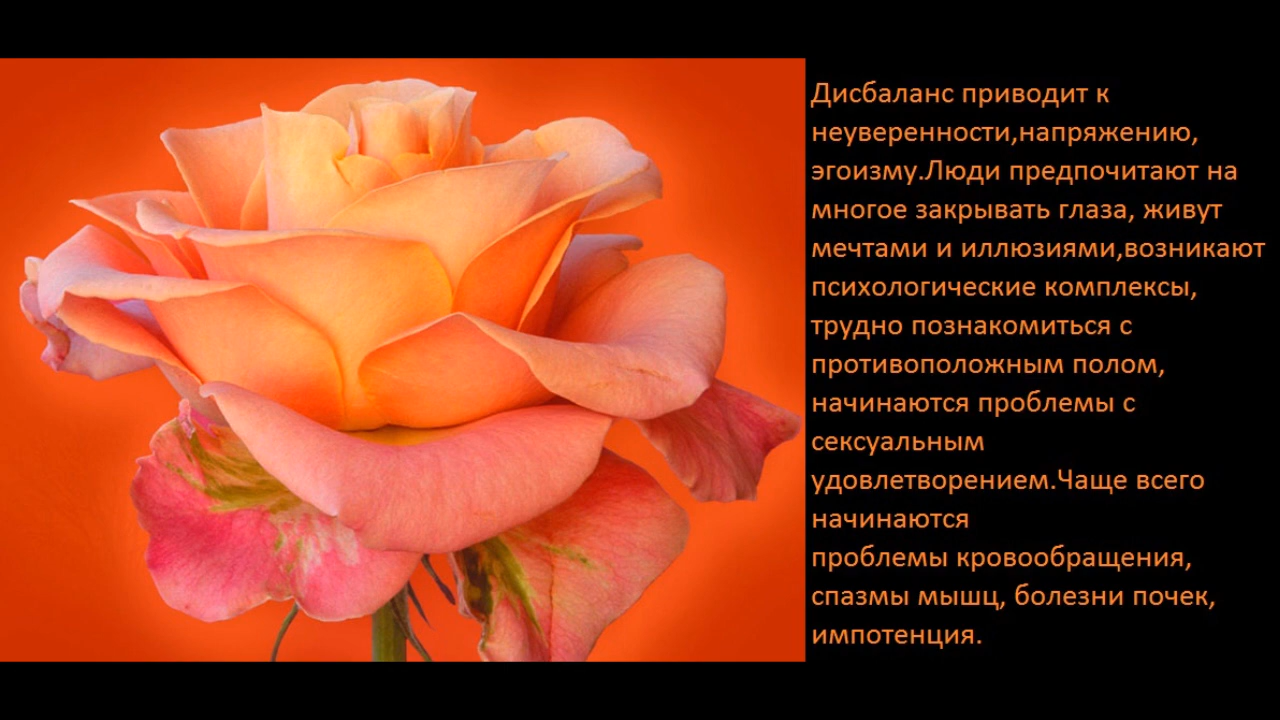 Дисбаланс приводит к
неуверенности,напряжению,
эгоизму.Люди предпочитают на
многое закрывать глаза, живут
мечтами и иллюзиями,возникают
психологические комплексы,
трудно познакомиться с
противоположным полом,
начинаются проблемы с
сексуальным
удовлетворением.Чаще всего
начинаются
проблемы кровообращения,
спазмы мышц, болезни почек,
импотенция.